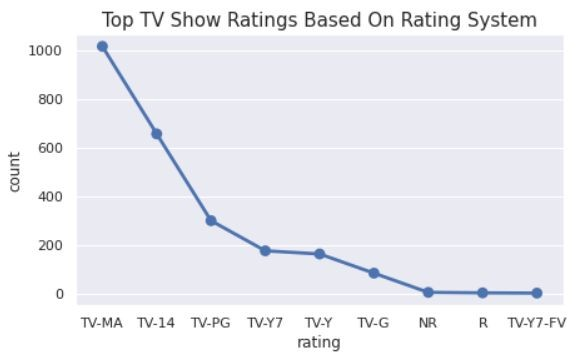 Top TV Show Ratings Based On Rating System
count
1000
800
600
400
200
0
TV-MA TV-14 TV-PG TV-Y7 TV-Y TV-G NR R TV-Y7-FV
rating